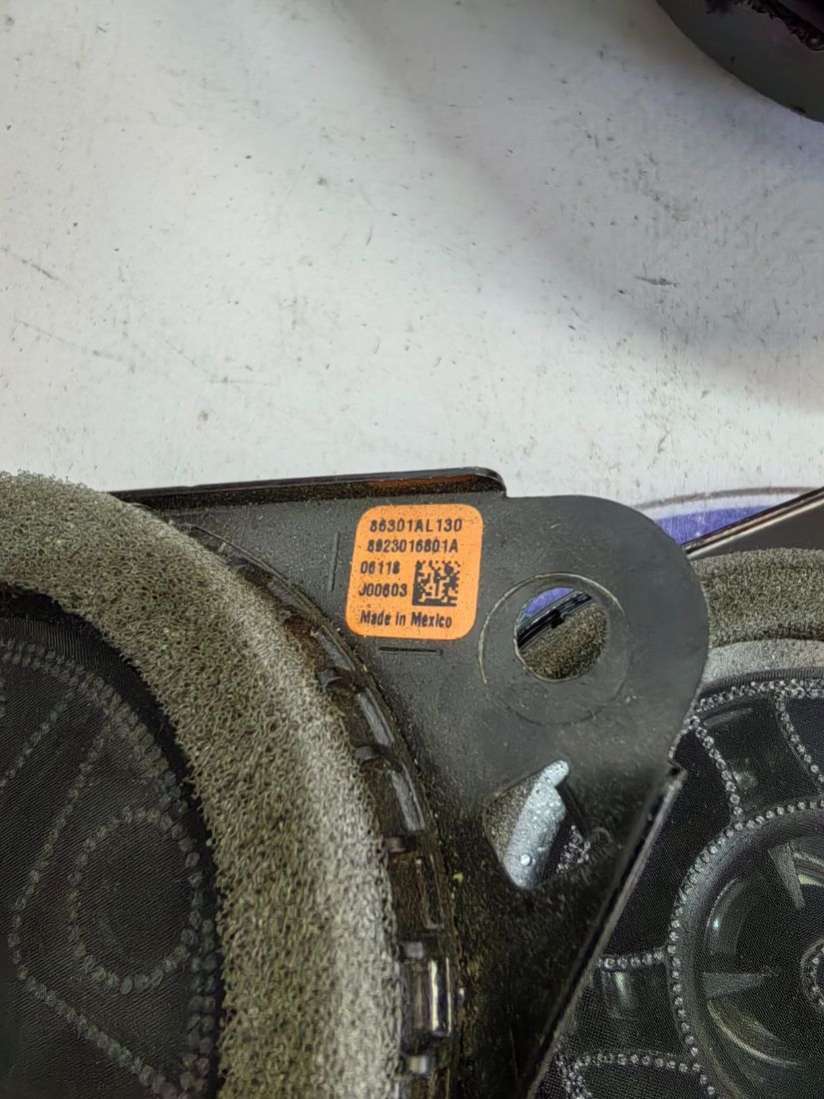 86301AL130
8923016801A
06118
J00603
Made in Mexico